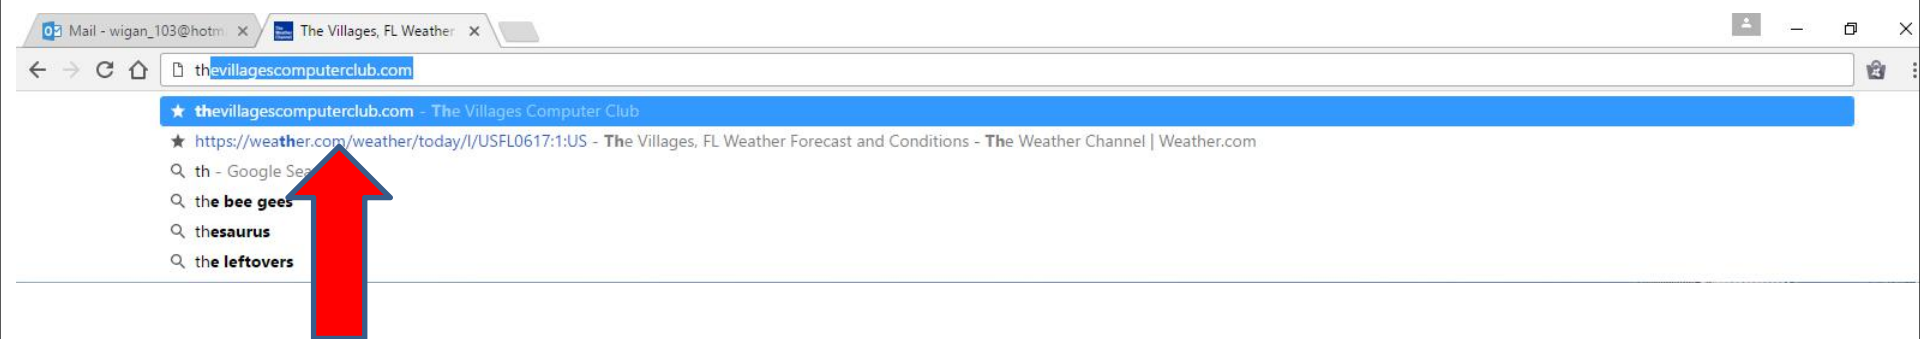 Mail - wigan_103@hotm
The Villages, FL Weather
thevillagescomputerclub.com
thevillagescomputerclub.com - The Villages Computer Club
https://weather.com/weather/today/l/USFL0617:1:US - The Villages, FL Weather Forecast and Conditions - The Weather Channel | Weather.com
th - Google Sea
the bee gees
thesaurus
the leftovers